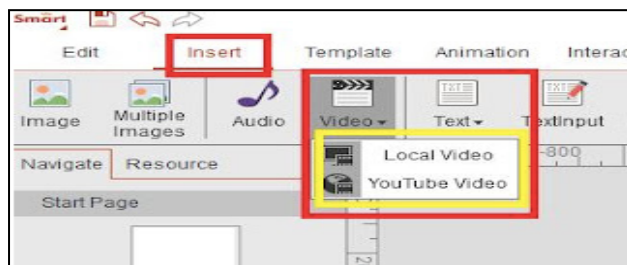 Smart
Edit Insert Template Animation Interac
Image Multiple Images Audio Video Text TextInput
Local Video
YouTube Video
Navigate Resource
-800
Start Page